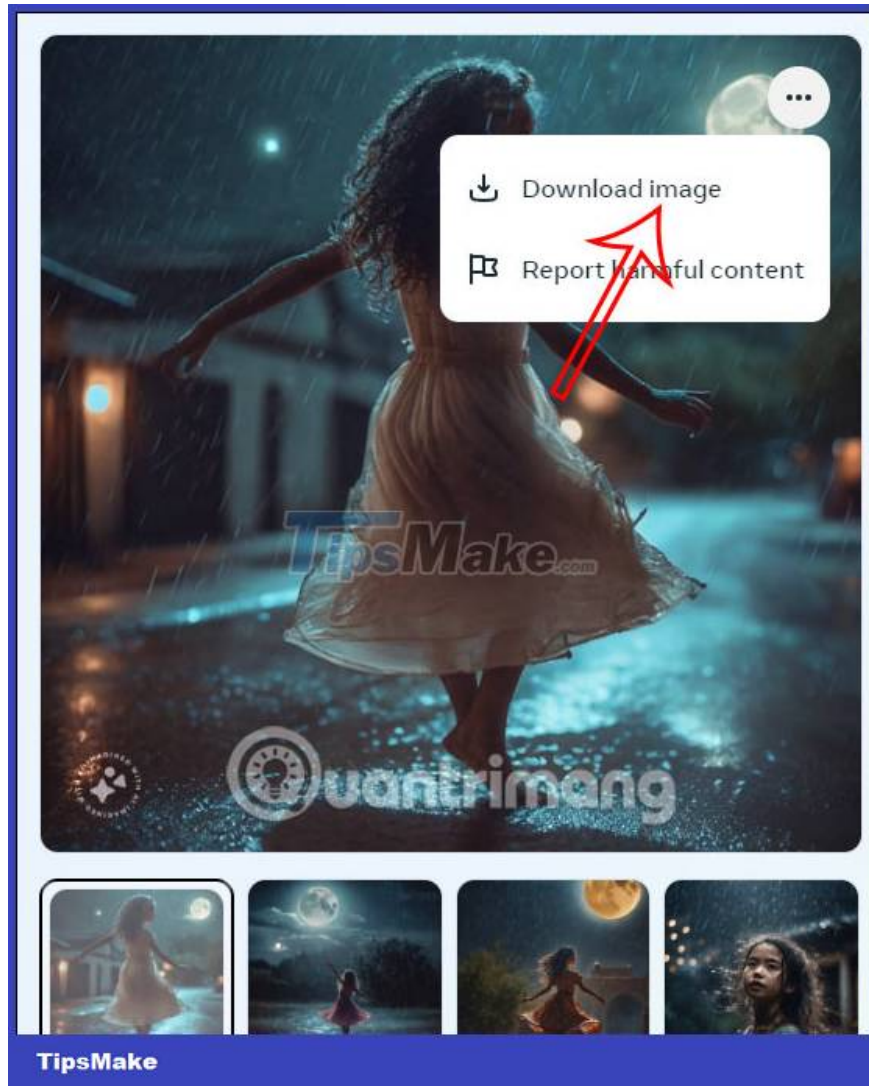 Download image
Report harmful content
TipsMake.com
Quantrimang
TipsMake